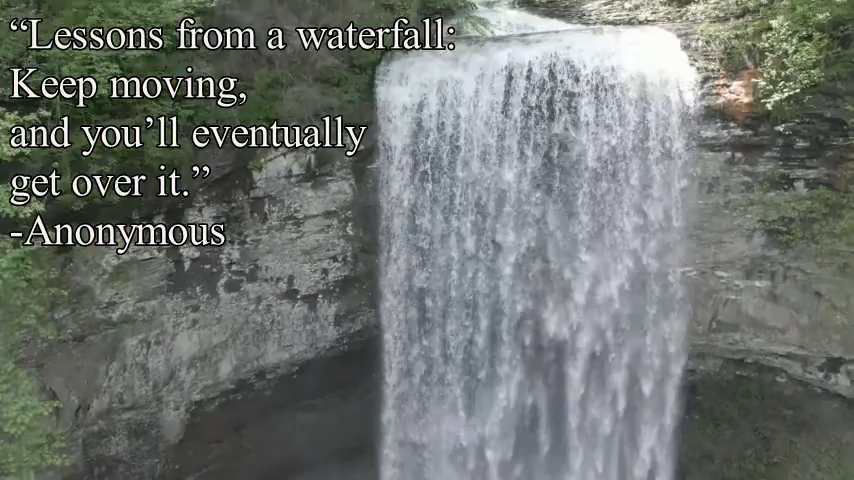 “Lessons from a waterfall:
Keep moving,
and you’ll eventually
get over it.”
-Anonymous